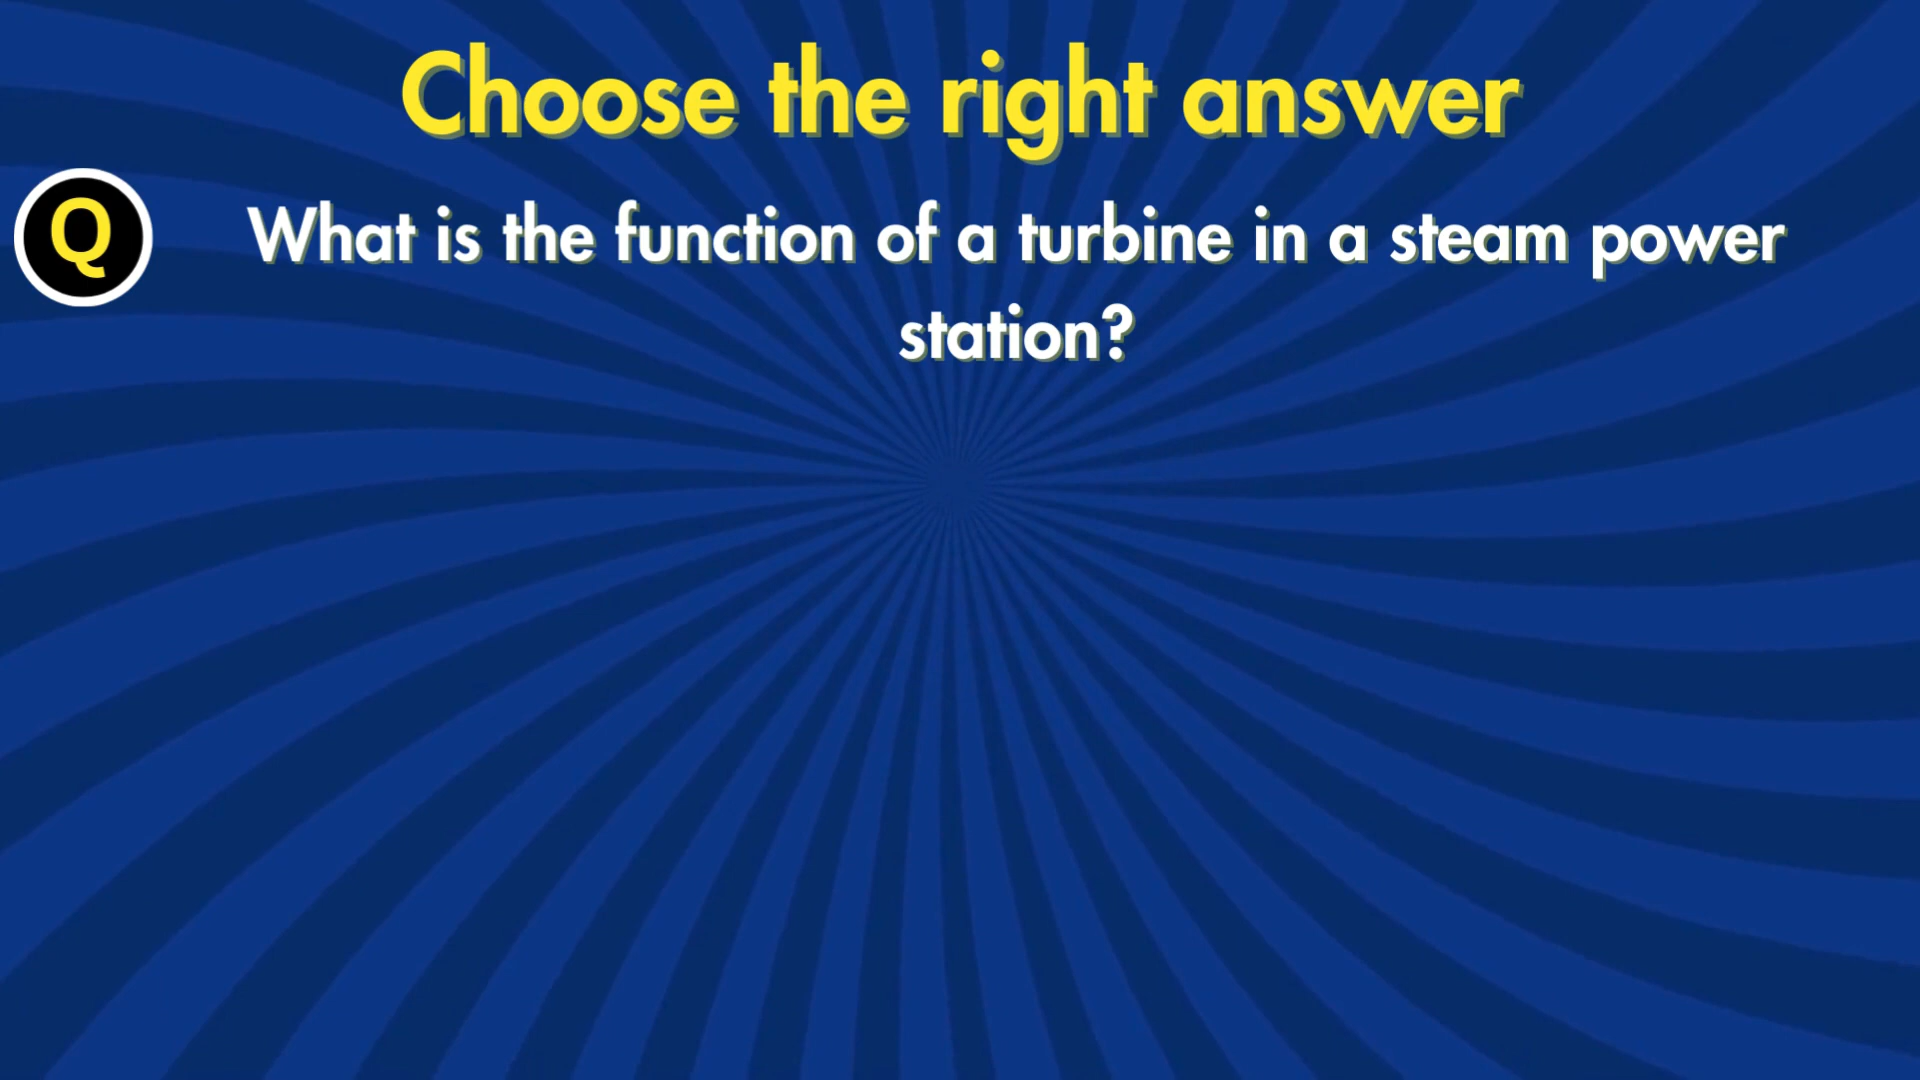 Choose the right answer
Q
What is the function of a turbine in a steam power
station?